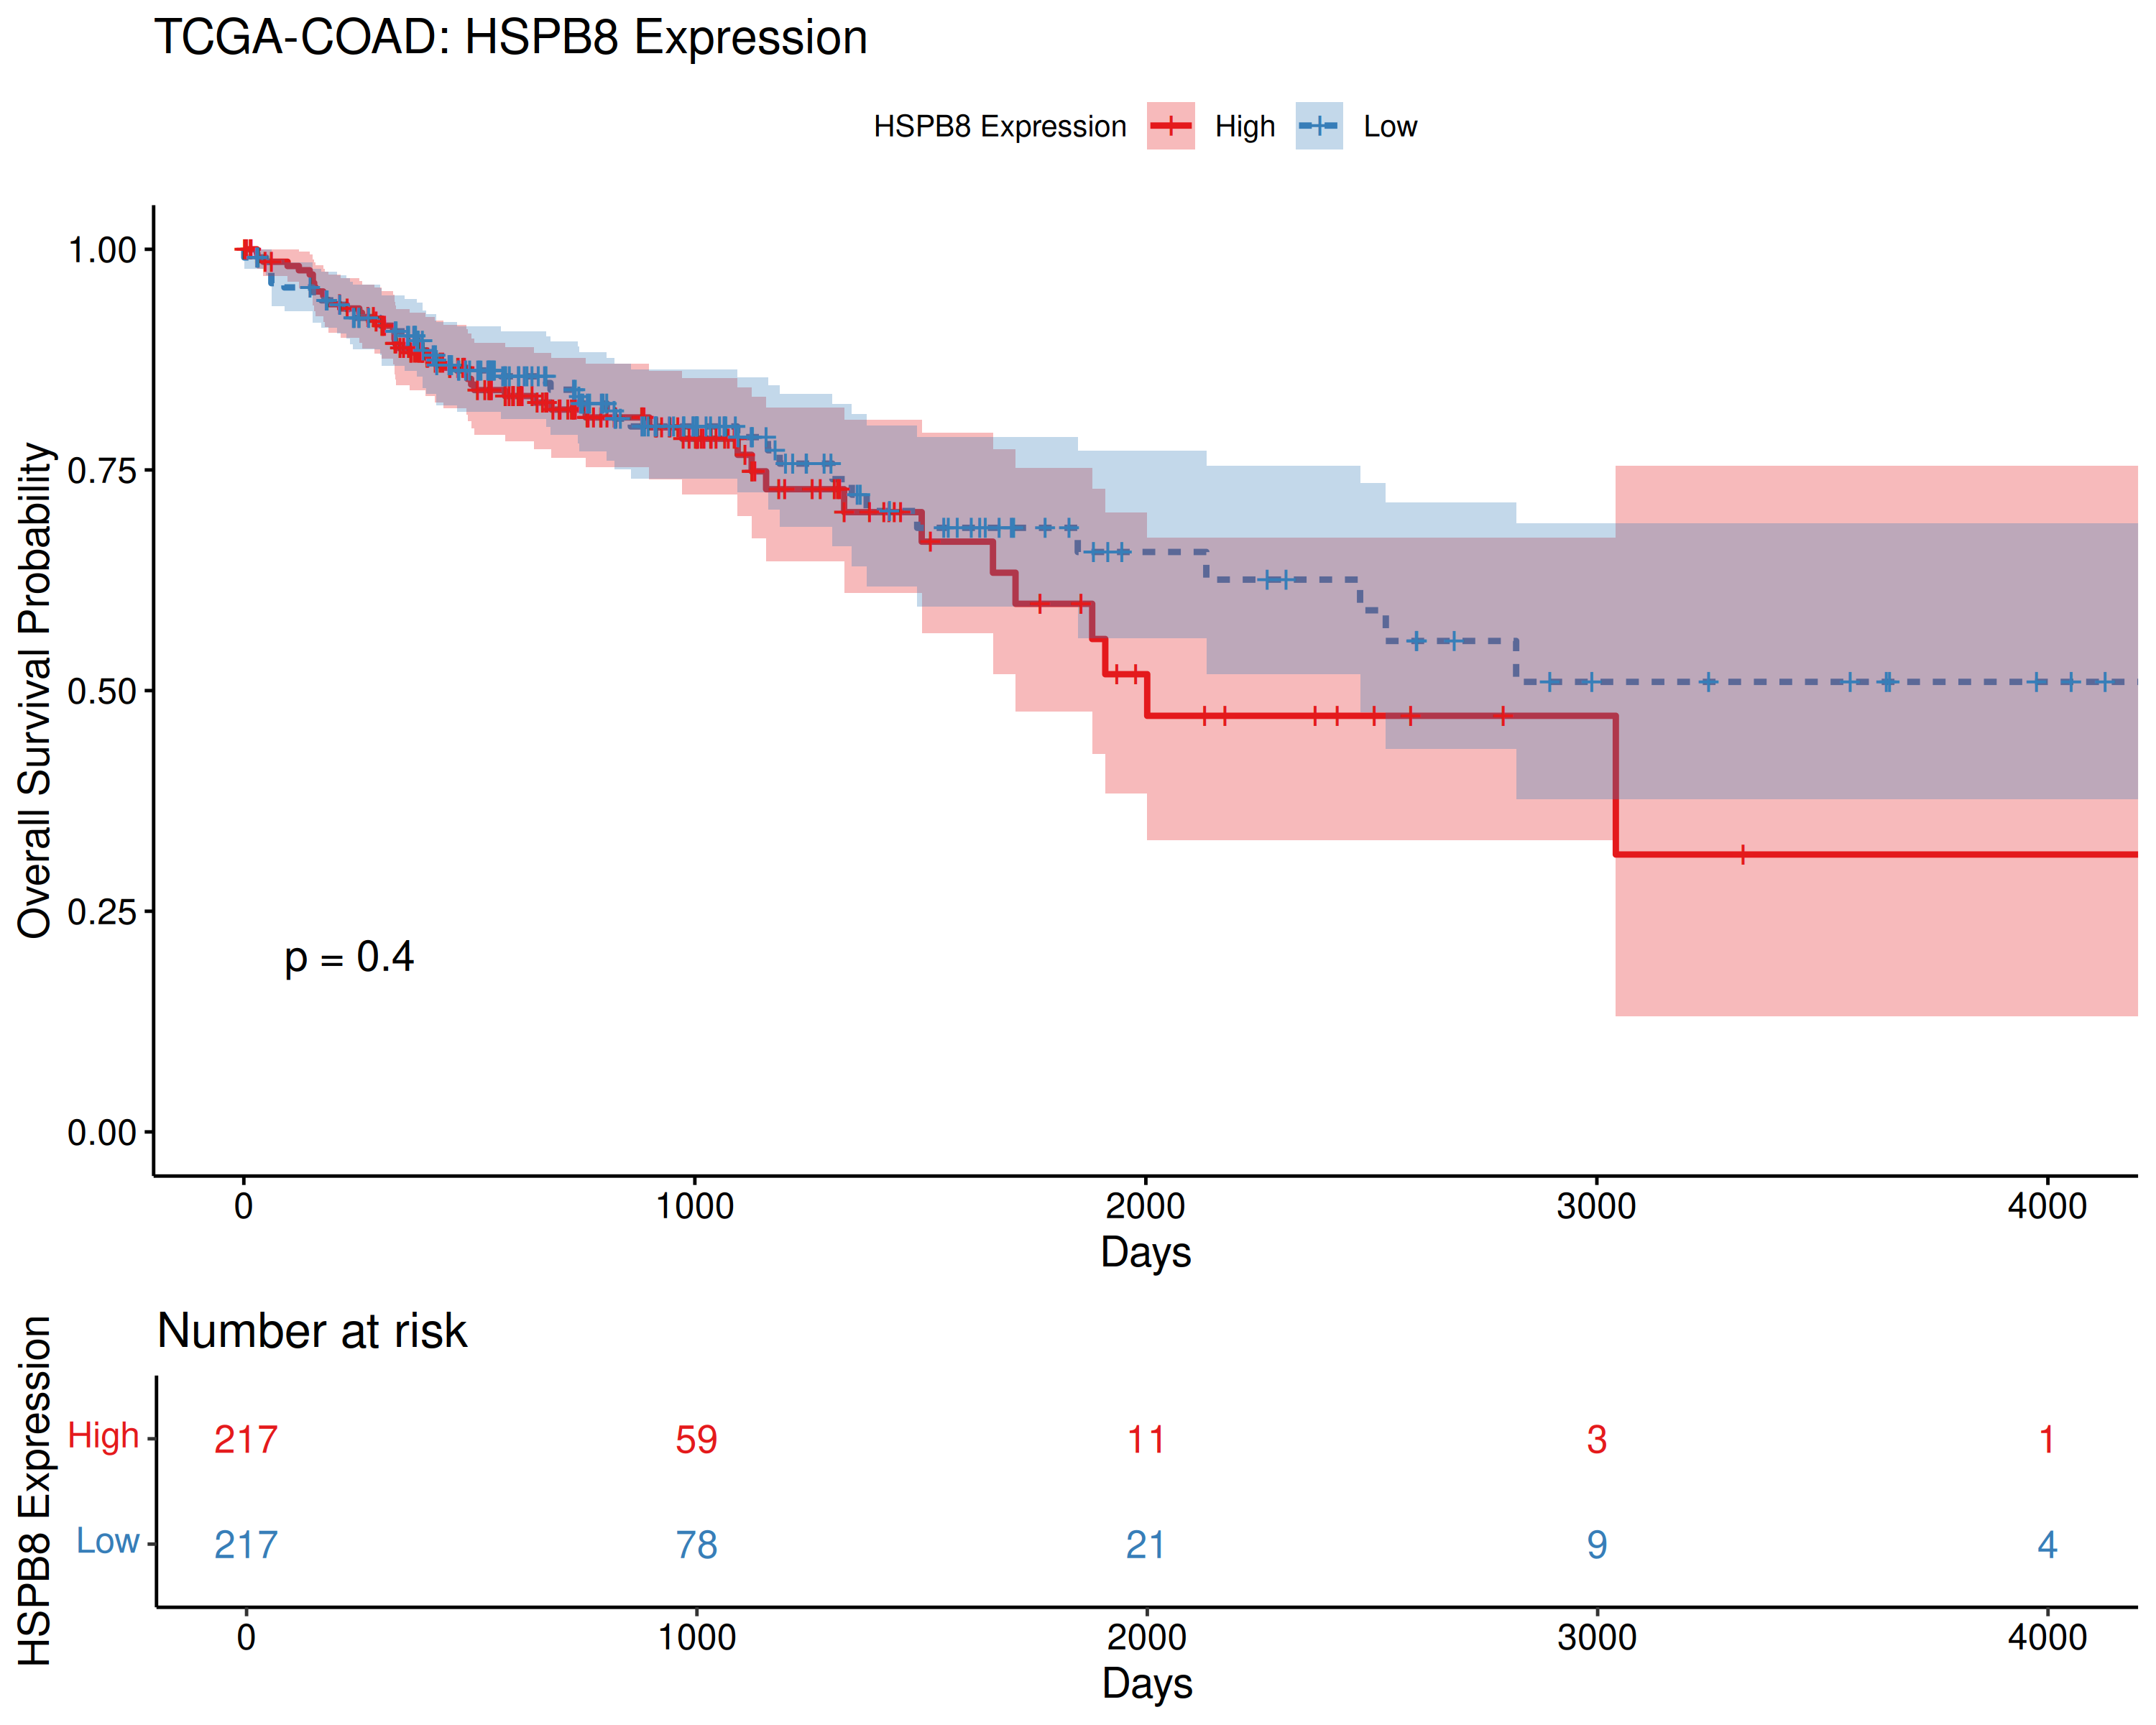 TCGA-COAD: HSPB8 Expression
HSPB8 Expression High Low
Overall Survival Probability
1.00
0.75
0.50
0.25
0.00
p = 0.4
0 1000 2000 3000 4000
Days
Number at risk
HSPB8 Expression
High 217 59 11 3 1
Low 217 78 21 9 4
0 1000 2000 3000 4000
Days